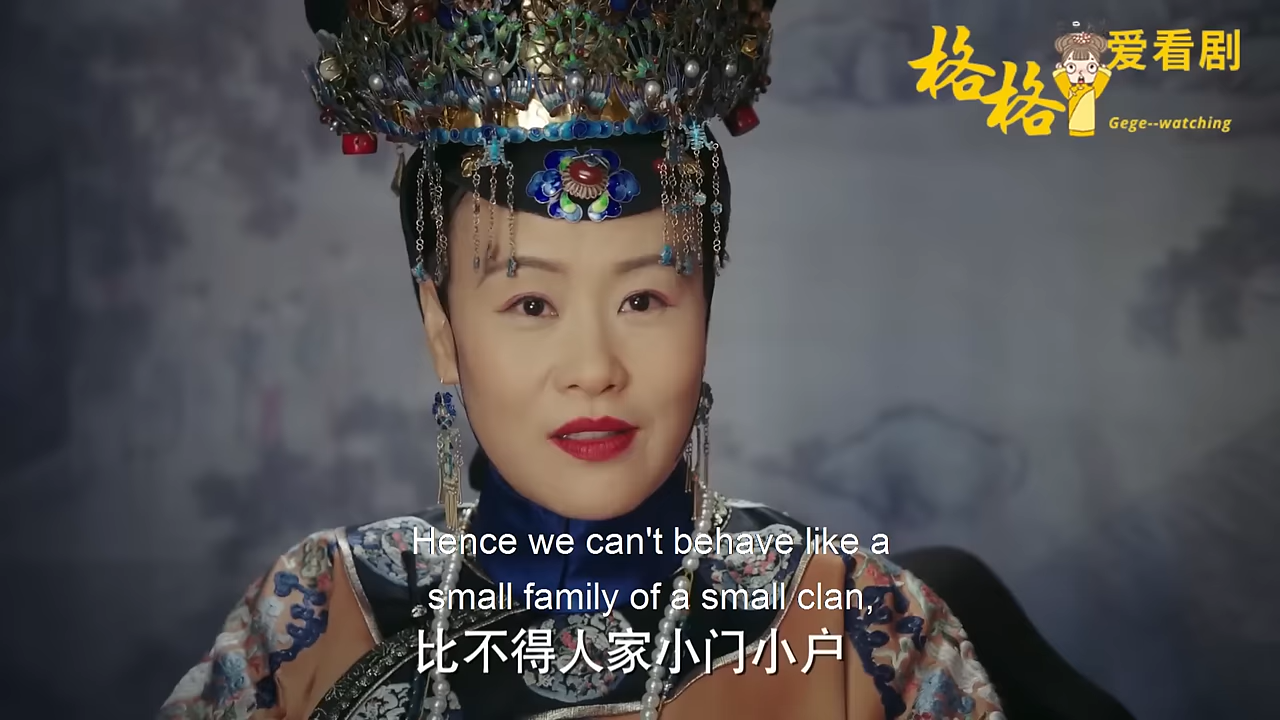 格格
爱看剧
Gege--watching
Hence we can't behave like a
small family of a small clan,
比不得人家小门小户